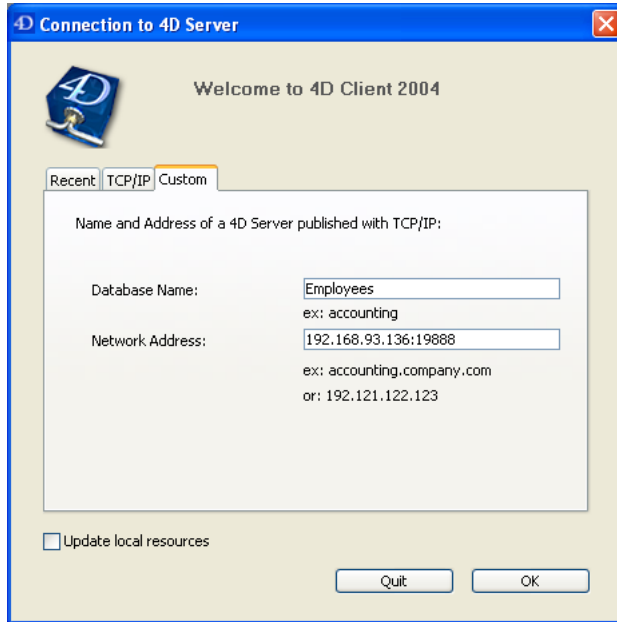 4D Connection to 4D Server
4D
Welcome to 4D Client 2004
Recent TCP/IP Custom
Name and Address of a 4D Server published with TCP/IP:
Database Name: Employees
ex: accounting
Network Address: 192.168.93.136:19888
ex: accounting.company.com
or: 192.121.122.123
Update local resources
Quit OK